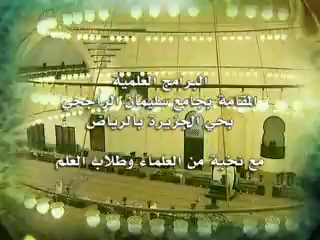 البرامج العلمية
المقامة بجامع سليمان الراجحي
بحي الجزيرة بالرياض
مع نخبة من العلماء وطلاب العلم